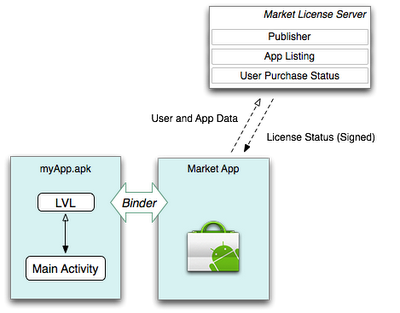 Market License Server
Publisher
App Listing
User Purchase Status
User and App Data
License Status (Signed)
myApp.apk
Market App
LVL
Binder
Main Activity